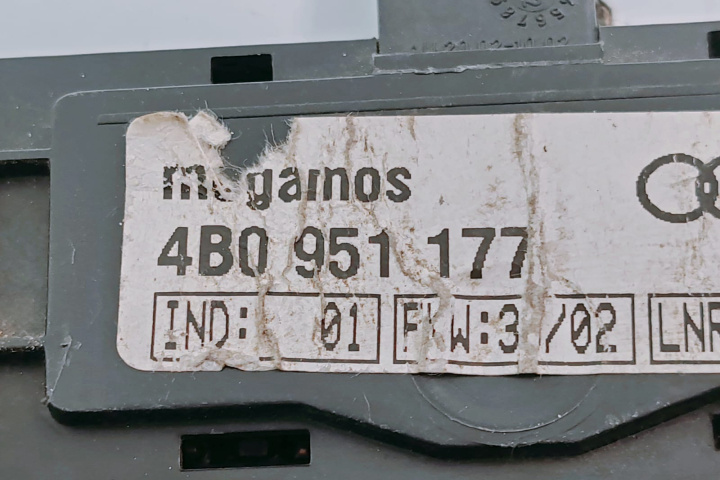 megamos
4B0 951 177
IND: 01
LNR